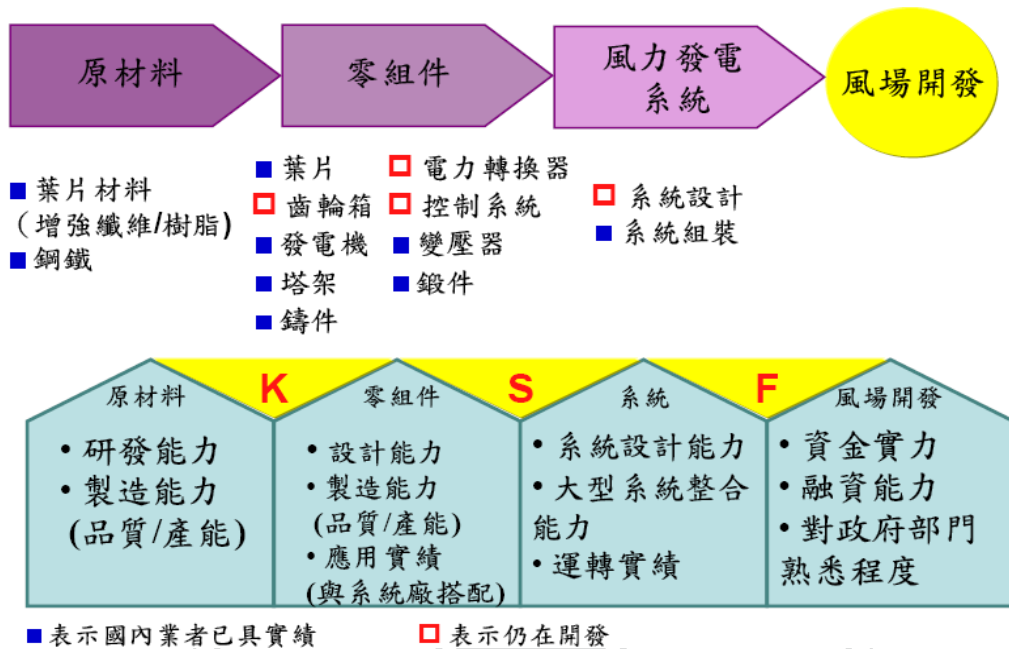 原材料
零組件
風力發電
系統
風場開發
■ 葉片材料
(增強纖維/樹脂)
■ 鋼鐵
■ 葉片
□ 齒輪箱
■ 發電機
■ 塔架
■ 鑄件
□ 電力轉換器
□ 控制系統
■ 變壓器
■ 鍛件
□ 系統設計
■ 系統組裝
K
S
F
原材料
• 研發能力
• 製造能力
(品質/產能)
零組件
• 設計能力
• 製造能力
(品質/產能)
• 應用實績
(與系統廠搭配)
系統
• 系統設計能力
• 大型系統整合
能力
• 運轉實績
風場開發
• 資金實力
• 融資能力
• 對政府部門
熟悉程度
■ 表示國內業者已具實績
□ 表示仍在開發